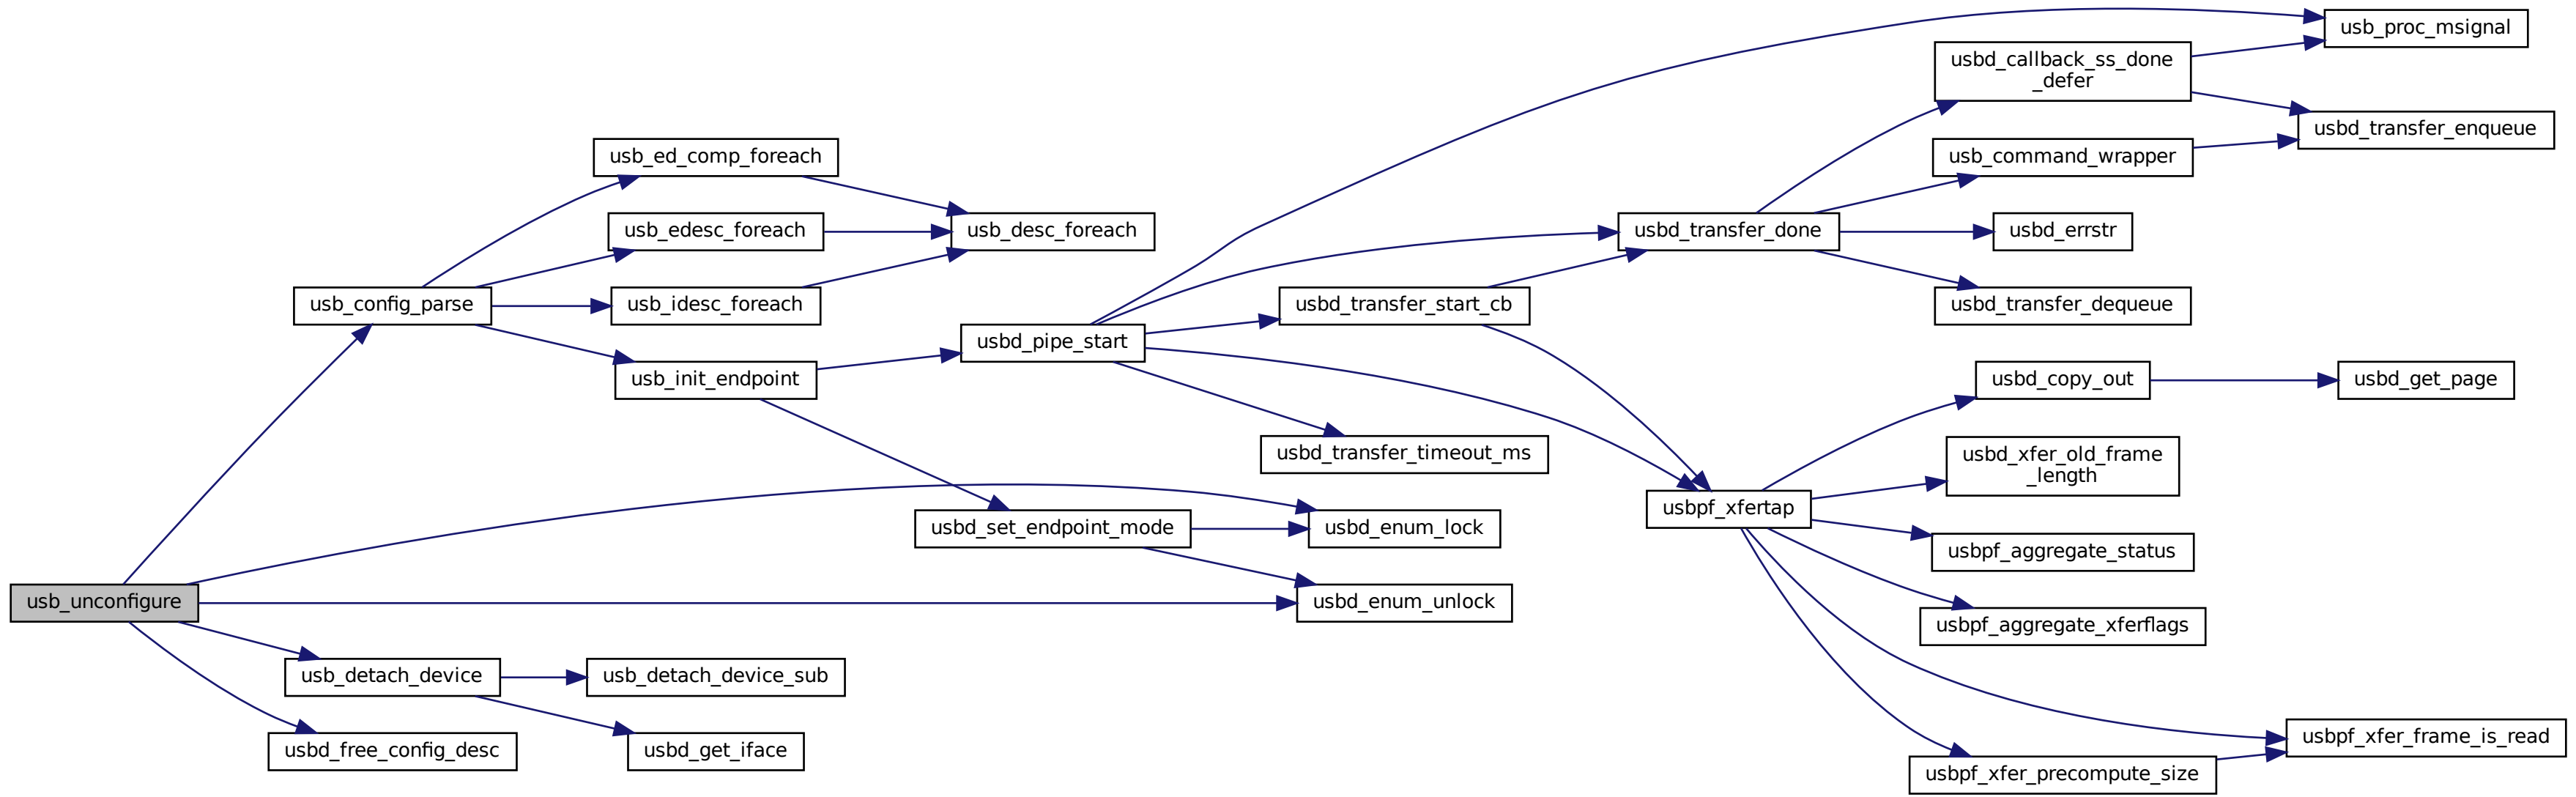 usb_proc_msignal
usbd_callback_ss_done
_defer
usbd_transfer_enqueue
usb_ed_comp_foreach
usb_command_wrapper
usb_edesc_foreach
usb_desc_foreach
usbd_transfer_done
usbd_errstr
usb_config_parse
usb_idesc_foreach
usbd_transfer_start_cb
usbd_transfer_dequeue
usbd_pipe_start
usb_init_endpoint
usbd_copy_out
usbd_get_page
usbd_transfer_timeout_ms
usbd_xfer_old_frame
_length
usbpf_xfertap
usbd_set_endpoint_mode
usbd_enum_lock
usbpf_aggregate_status
usb_unconfigure
usbd_enum_unlock
usbpf_aggregate_xferflags
usb_detach_device
usb_detach_device_sub
usbd_free_config_desc
usbd_get_iface
usbpf_xfer_frame_is_read
usbpf_xfer_precompute_size